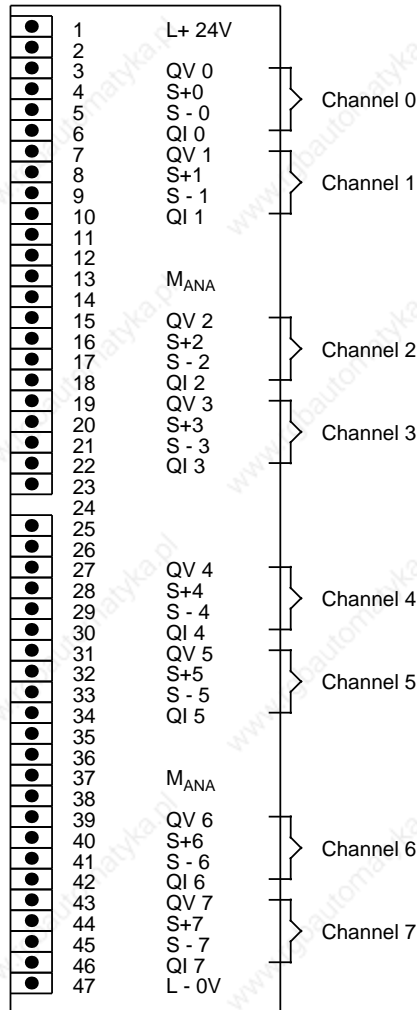 1 L+ 24V
2
3 QV 0
4 S+0 Channel 0
5 S - 0
6 QI 0
7 QV 1
8 S+1 Channel 1
9 S - 1
10 QI 1
11
12
13 MANA
14
15 QV 2
16 S+2 Channel 2
17 S - 2
18 QI 2
19 QV 3
20 S+3 Channel 3
21 S - 3
22 QI 3
23
24
25
26
27 QV 4
28 S+4 Channel 4
29 S - 4
30 QI 4
31 QV 5
32 S+5 Channel 5
33 S - 5
34 QI 5
35
36
37 MANA
38
39 QV 6
40 S+6 Channel 6
41 S - 6
42 QI 6
43 QV 7
44 S+7 Channel 7
45 S - 7
46 QI 7
47 L - 0V
www.jgbautomatyka.pl